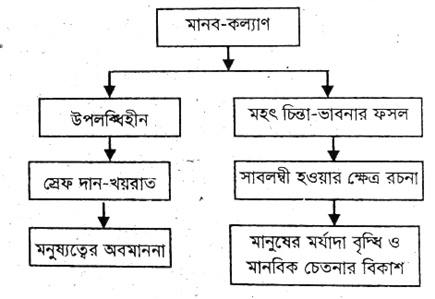 মানব-কল্যাণ
উপলব্ধিহীন
মহৎ চিন্তা-ভাবনার ফসল
স্রেফ দান-খয়রাত
সাবলম্বী হওয়ার ক্ষেত্র রচনা
মনুষ্যত্বের অবমাননা
মানুষের মর্যাদা বৃদ্ধি ও
মানবিক চেতনার বিকাশ